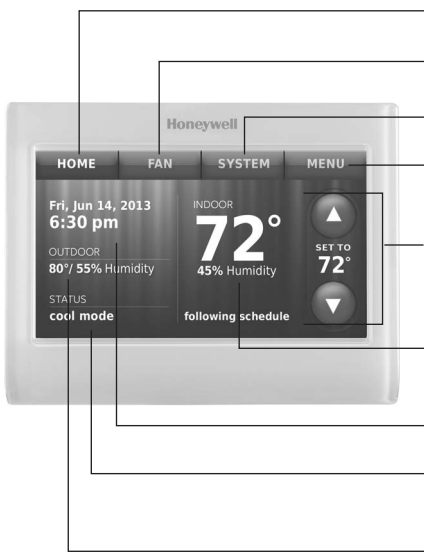 Honeywell
HOME FAN SYSTEM MENU
Fri, Jun 14, 2013
6:30 pm
OUTDOOR
80°/ 55% Humidity
STATUS
cool mode
INDOOR
72°
45% Humidity
following schedule
SET TO
72°